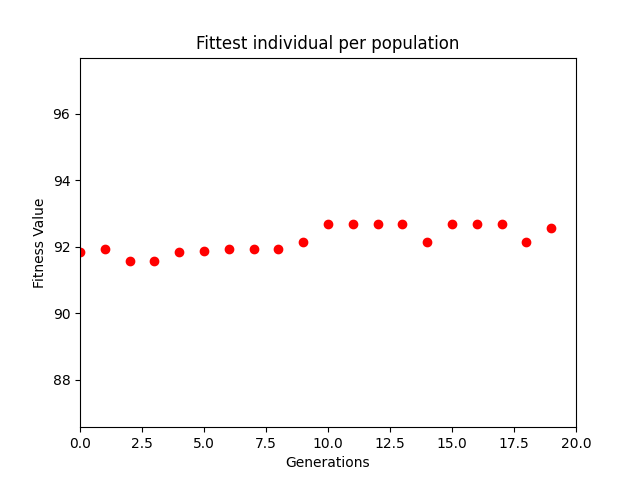 Fittest individual per population
96
94
92
90
88
Fitness Value
0.0 2.5 5.0 7.5 10.0 12.5 15.0 17.5 20.0
Generations